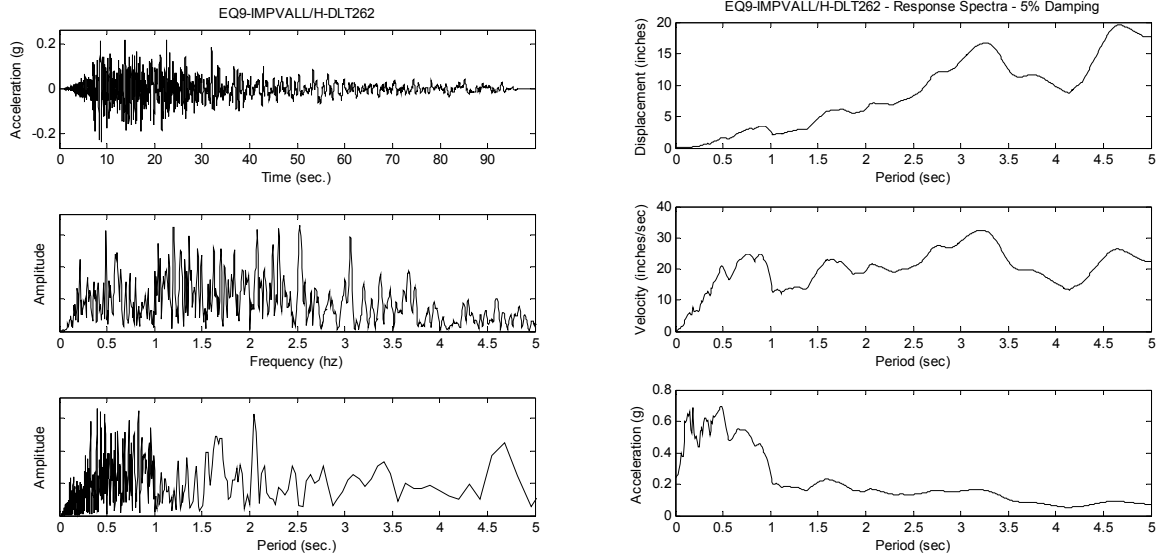 EQ9-IMPVALL/H-DLT262
Acceleration (g)
0.2
0
-0.2
0 10 20 30 40 50 60 70 80 90
Time (sec.)
Amplitude
0 0.5 1 1.5 2 2.5 3 3.5 4 4.5 5
Frequency (hz)
Amplitude
0 0.5 1 1.5 2 2.5 3 3.5 4 4.5 5
Period (sec.)
EQ9-IMPVALL/H-DLT262 - Response Spectra - 5% Damping
Displacement (inches)
20
15
10
5
0
0 0.5 1 1.5 2 2.5 3 3.5 4 4.5 5
Period (sec)
Velocity (inches/sec)
40
30
20
10
0
0 0.5 1 1.5 2 2.5 3 3.5 4 4.5 5
Period (sec)
Acceleration (g)
0.8
0.6
0.4
0.2
0
0 0.5 1 1.5 2 2.5 3 3.5 4 4.5 5
Period (sec)